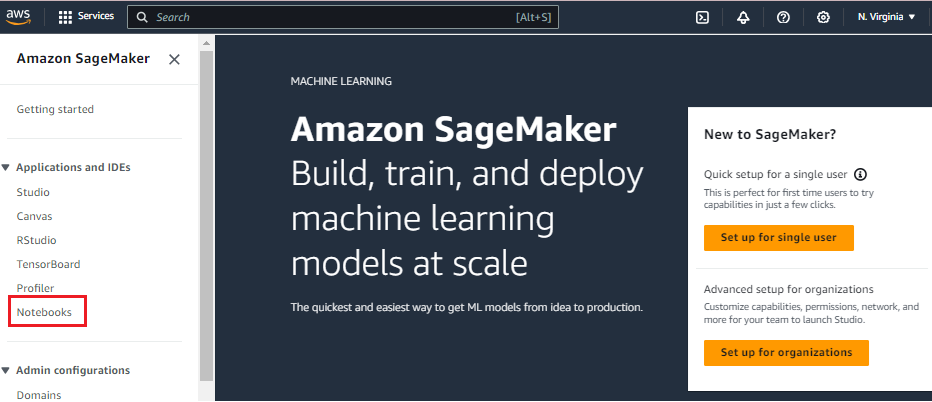 aws
Services
Search
[Alt+S]
N. Virginia
Amazon SageMaker
Getting started
Applications and IDEs
Studio
Canvas
RStudio
TensorBoard
Profiler
Notebooks
Admin configurations
Domains
MACHINE LEARNING
Amazon SageMaker
Build, train, and deploy
machine learning
models at scale
The quickest and easiest way to get ML models from idea to production.
New to SageMaker?
Quick setup for a single user
This is perfect for first time users to try
capabilities in just a few clicks.
Set up for single user
Advanced setup for organizations
Customize capabilities, permissions, network, and
more for your team to launch Studio.
Set up for organizations